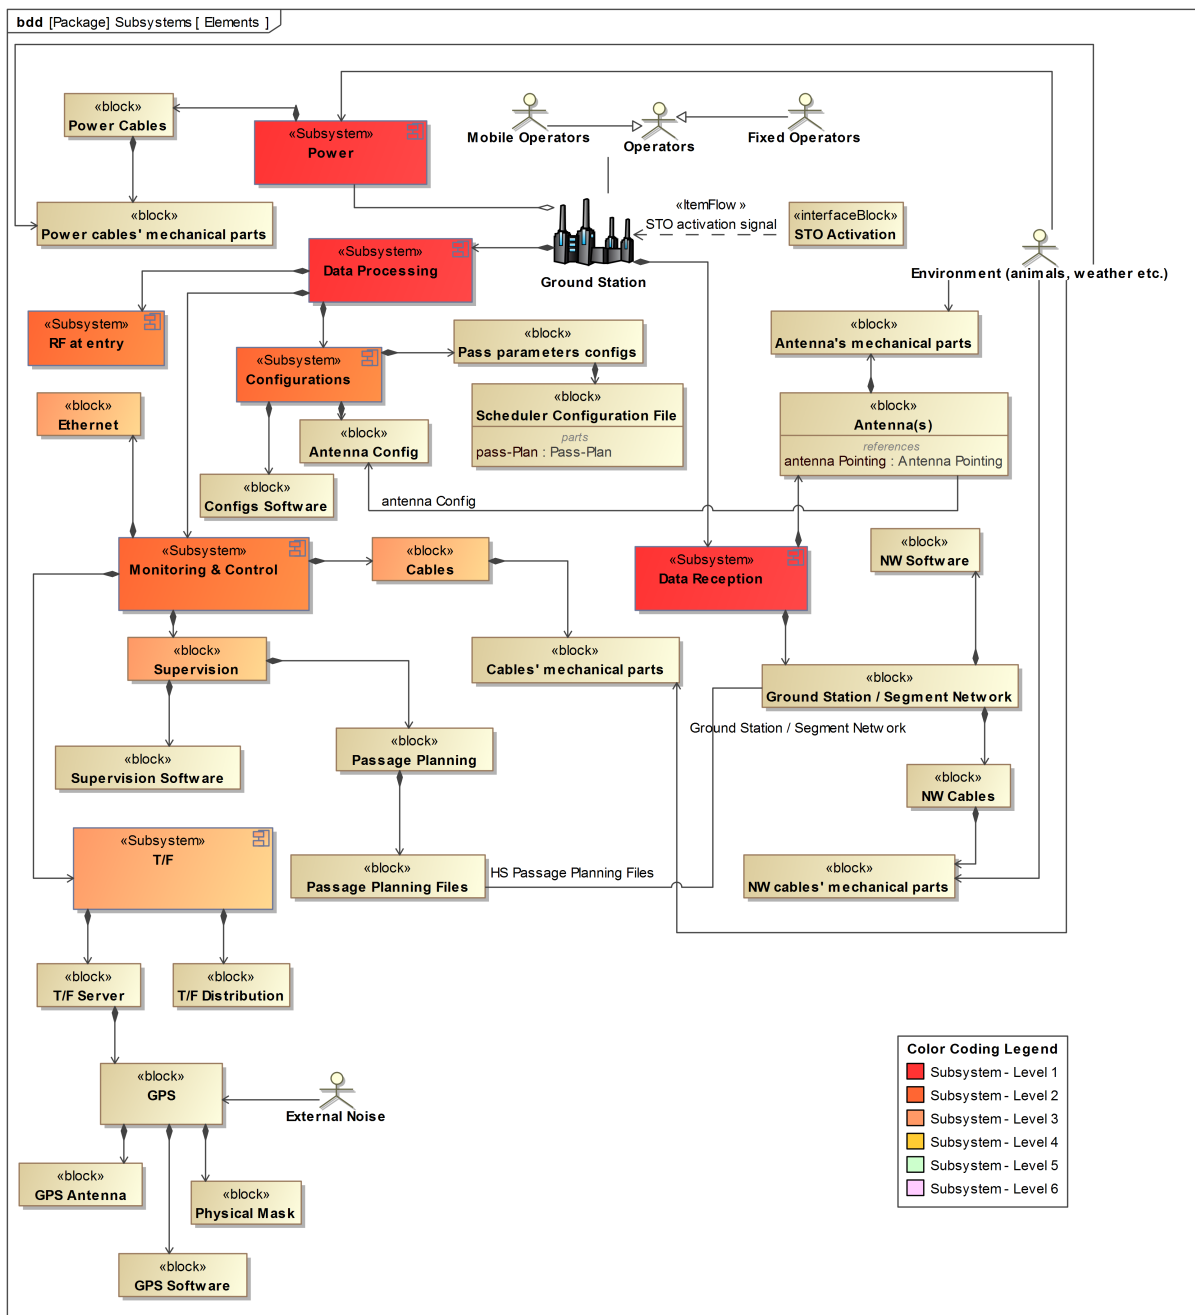 bdd [Package] Subsystems [ Elements ]
«block»
Power Cables
«Subsystem»
Power
Mobile Operators
Operators
Fixed Operators
«block»
Power cables' mechanical parts
«ItemFlow »
STO activation signal
«interfaceBlock»
STO Activation
«Subsystem»
Data Processing
Ground Station
Environment (animals, weather etc.)
«Subsystem»
RF at entry
«block»
Pass parameters configs
«block»
Antenna's mechanical parts
«Subsystem»
Configurations
«block»
Scheduler Configuration File
parts
pass-Plan : Pass-Plan
«block»
Antenna(s)
references
antenna Pointing : Antenna Pointing
«block»
Ethernet
«block»
Antenna Config
«block»
Configs Software
antenna Config
«Subsystem»
Monitoring & Control
«block»
Cables
«Subsystem»
Data Reception
«block»
NW Software
«block»
Supervision
«block»
Cables' mechanical parts
«block»
Ground Station / Segment Network
Ground Station / Segment Network
«block»
Supervision Software
«block»
Passage Planning
«block»
NW Cables
«Subsystem»
T/F
«block»
Passage Planning Files
HS Passage Planning Files
«block»
NW cables' mechanical parts
«block»
T/F Server
«block»
T/F Distribution
«block»
GPS
External Noise
«block»
GPS Antenna
«block»
Physical Mask
«block»
GPS Software
Color Coding Legend
Subsystem - Level 1
Subsystem - Level 2
Subsystem - Level 3
Subsystem - Level 4
Subsystem - Level 5
Subsystem - Level 6